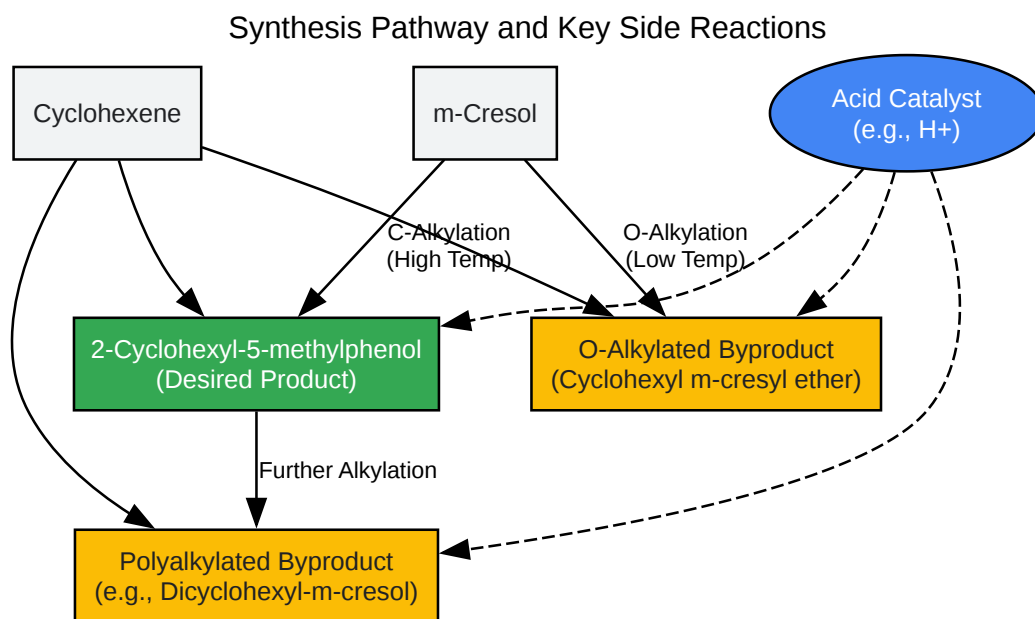 Synthesis Pathway and Key Side Reactions
Cyclohexene
m-Cresol
Acid Catalyst
(e.g., H+)
C-Alkylation
(High Temp)
O-Alkylation
(Low Temp)
2-Cyclohexyl-5-methylphenol
(Desired Product)
O-Alkylated Byproduct
(Cyclohexyl m-cresyl ether)
Further Alkylation
Polyalkylated Byproduct
(e.g., Dicyclohexyl-m-cresol)